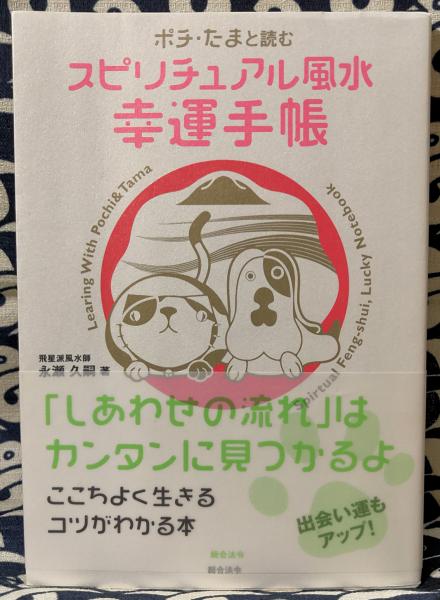 ポチ・たまと読む
スピリチュアル風水
幸運手帳
Learing With Pochi&Tama
Spirtual Feng-shui, Lucky Notebook
飛星派風水師
永瀬 久嗣 著
「しあわせの流れ」は
カンタンに見つかるよ
ここちよく生きる
コツがわかる本
出会い運も
アップ!
総合法令
総合法令